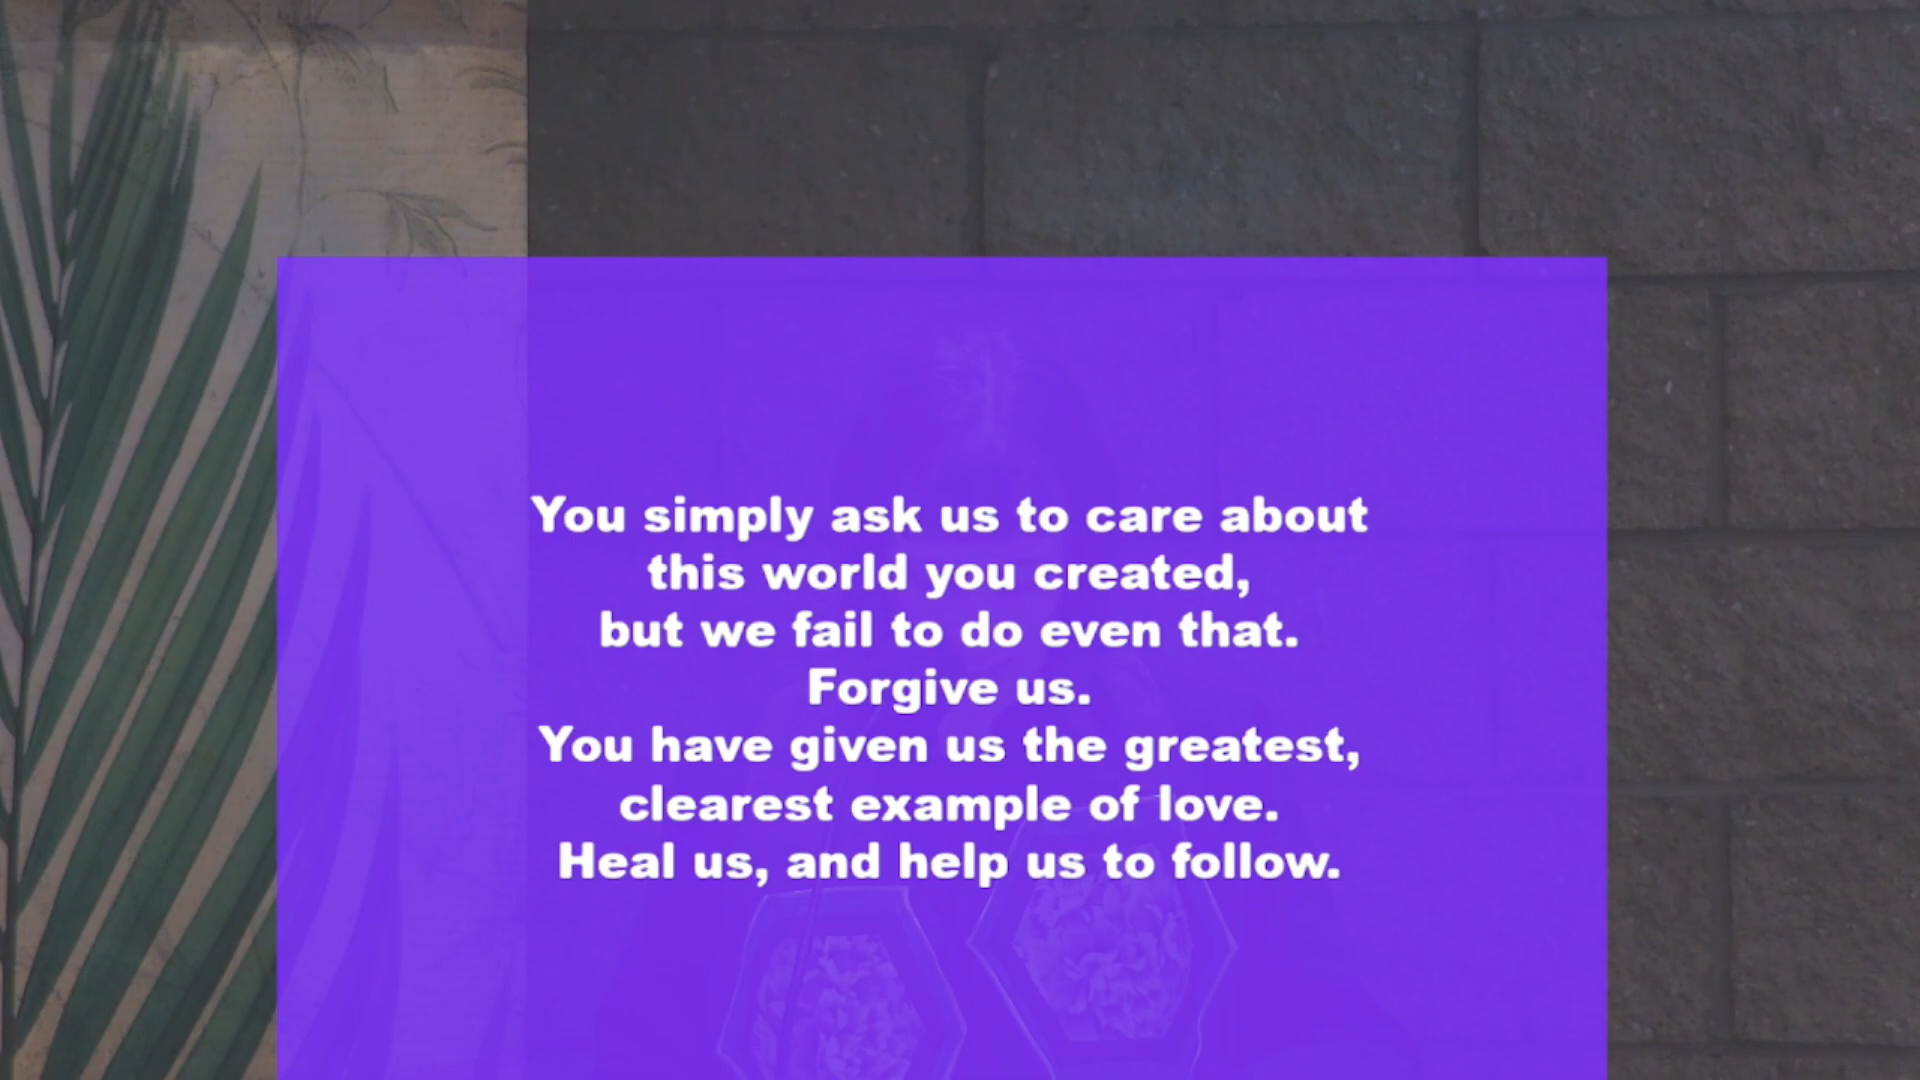 You simply ask us to care about
this world you created,
but we fail to do even that.
Forgive us.
You have given us the greatest,
clearest example of love.
Heal us, and help us to follow.